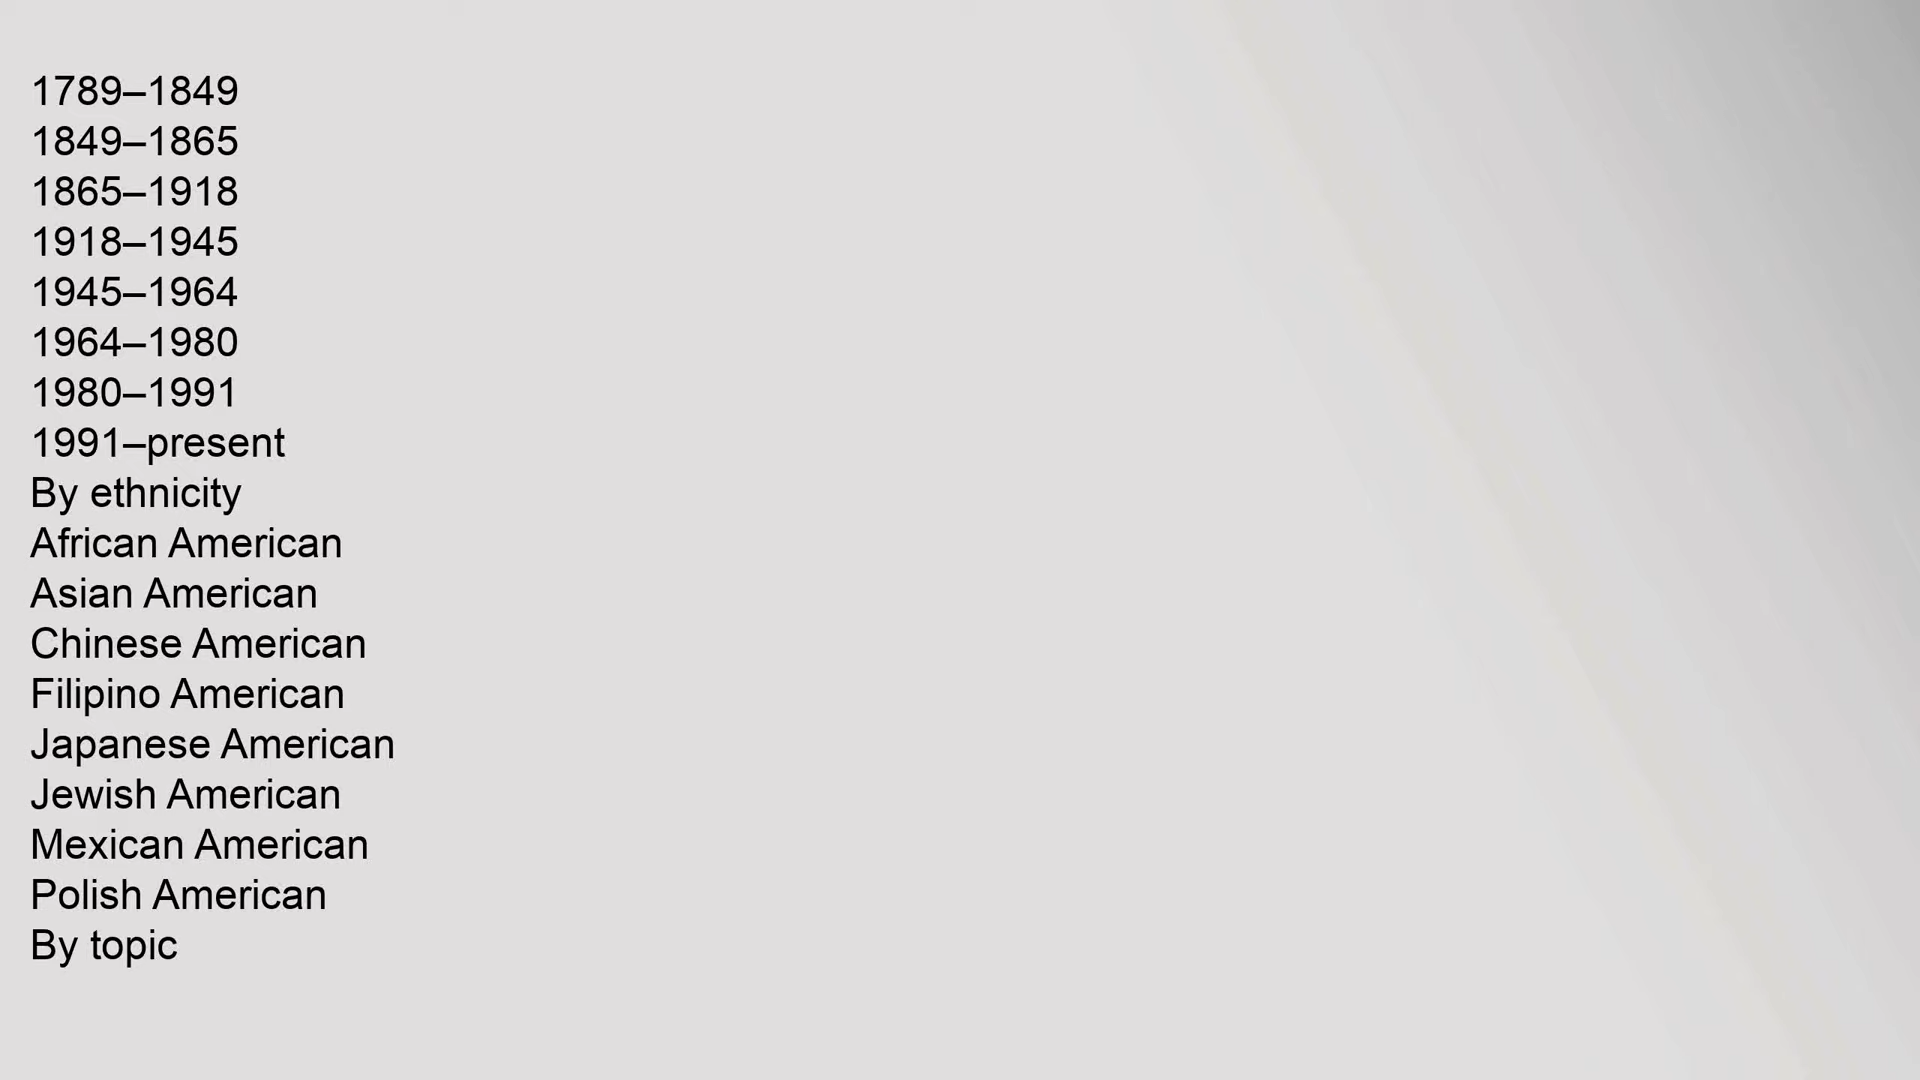 1789–1849
1849–1865
1865–1918
1918–1945
1945–1964
1964–1980
1980–1991
1991–present
By ethnicity
African American
Asian American
Chinese American
Filipino American
Japanese American
Jewish American
Mexican American
Polish American
By topic